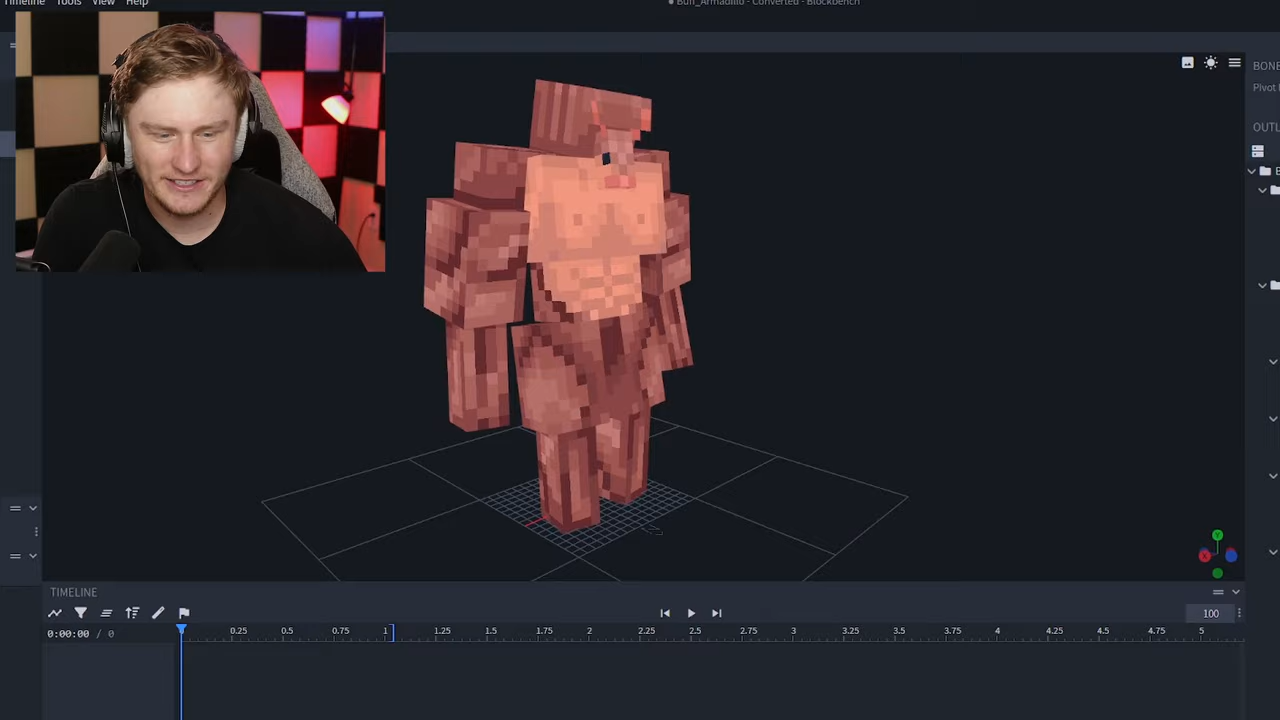 Timeline Tools View Help
Buff_Armadillo - Converted - Blockbench
BONE
Pivot
OUTL
TIMELINE
100
0:00:00 / 0
0.25 0.5 0.75 1 1.25 1.5 1.75 2 2.25 2.5 2.75 3 3.25 3.5 3.75 4 4.25 4.5 4.75 5